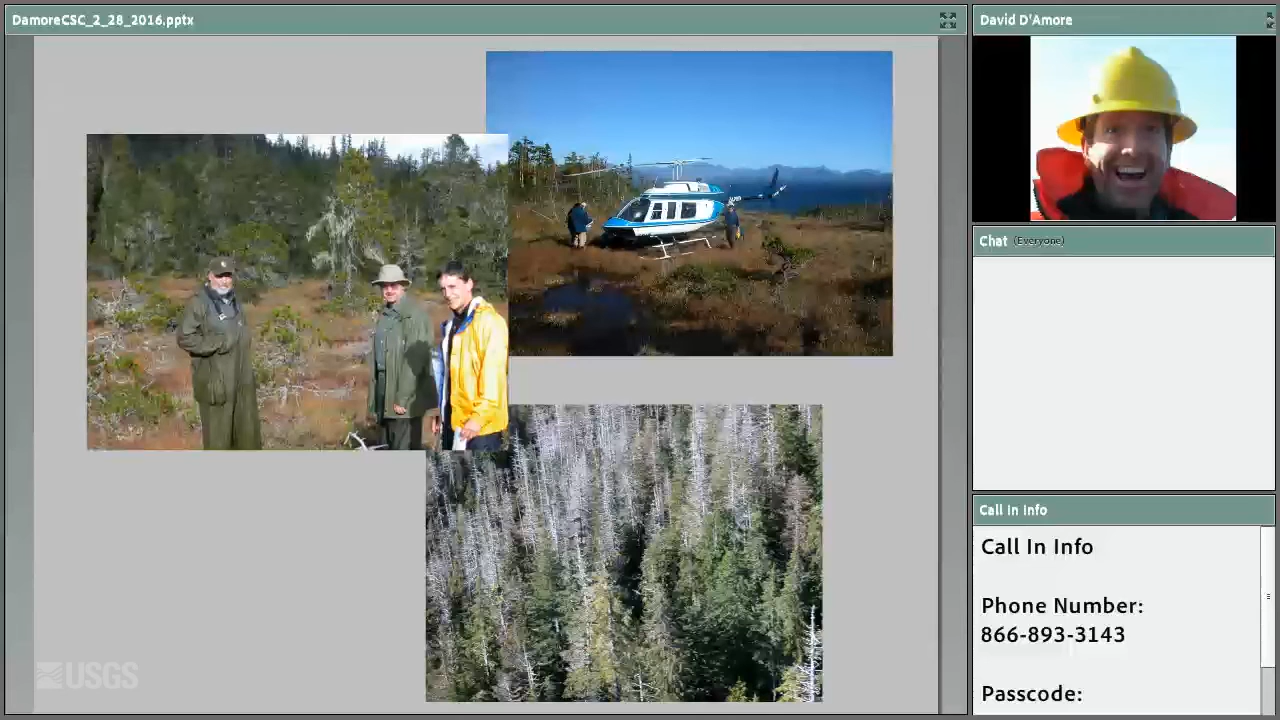 DamoreCSC_2_28_2016.pptx
David D'Amore
Chat (Everyone)
Call In Info
Call In Info
Phone Number:
866-893-3143
Passcode:
USGS